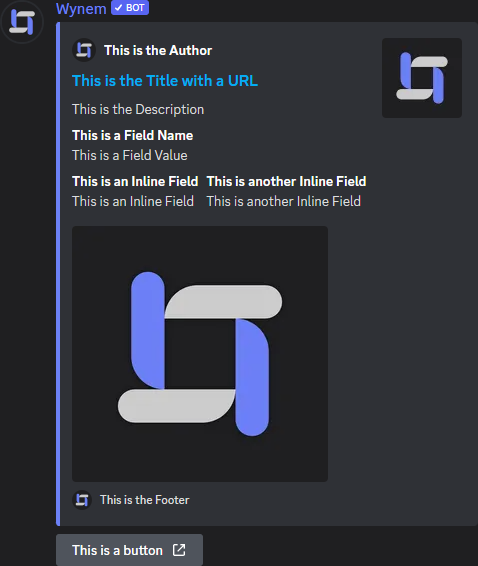 Wynem ✓ BOT
This is the Author
This is the Title with a URL
This is the Description
This is a Field Name
This is a Field Value
This is an Inline Field This is another Inline Field
This is an Inline Field This is another Inline Field
This is the Footer
This is a button